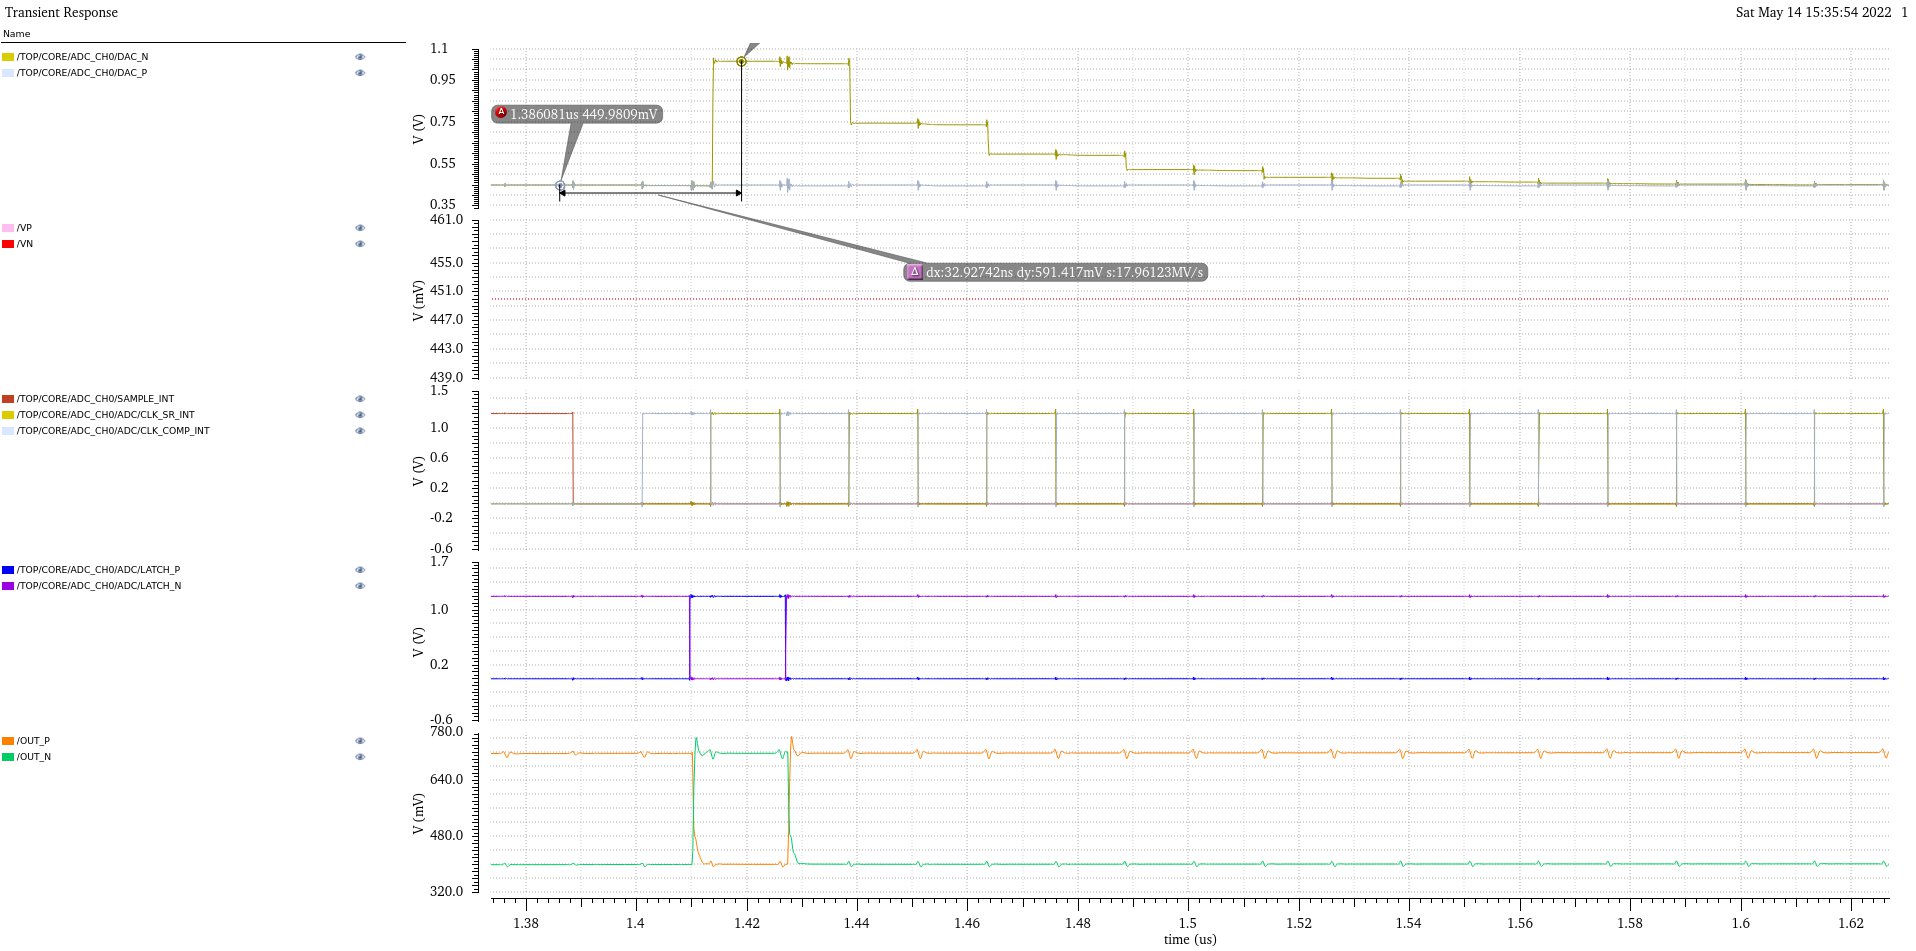 Transient Response
Sat May 14 15:35:54 2022 1
Name
/TOP/CORE/ADC_CH0/DAC_N
/TOP/CORE/ADC_CH0/DAC_P
1.1
0.95
0.75
0.55
0.35
V (V)
A 1.386081us 449.9809mV
Δ dx:32.92742ns dy:591.417mV s:17.96123MV/s
/VP
/VN
461.0
455.0
451.0
447.0
443.0
439.0
V (mV)
/TOP/CORE/ADC_CH0/SAMPLE_INT
/TOP/CORE/ADC_CH0/ADC/CLK_SR_INT
/TOP/CORE/ADC_CH0/ADC/CLK_COMP_INT
1.5
1.0
0.6
0.2
-0.2
-0.6
V (V)
/TOP/CORE/ADC_CH0/ADC/LATCH_P
/TOP/CORE/ADC_CH0/ADC/LATCH_N
1.7
1.0
0.2
-0.6
V (V)
/OUT_P
/OUT_N
780.0
640.0
480.0
320.0
V (mV)
1.38 1.4 1.42 1.44 1.46 1.48 1.5 1.52 1.54 1.56 1.58 1.6 1.62
time (us)